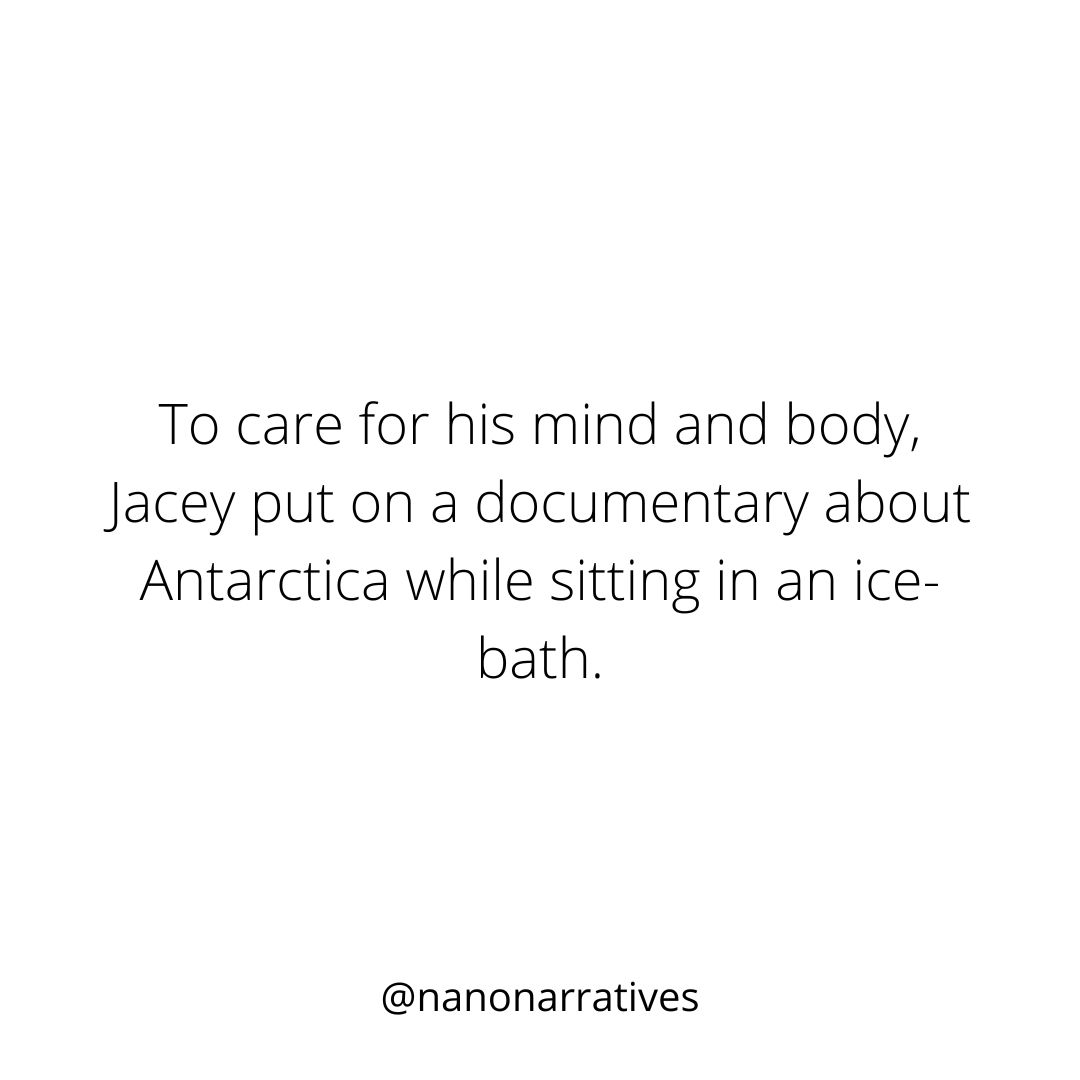 To care for his mind and body,
Jacey put on a documentary about
Antarctica while sitting in an ice-
bath.
@nanonarratives